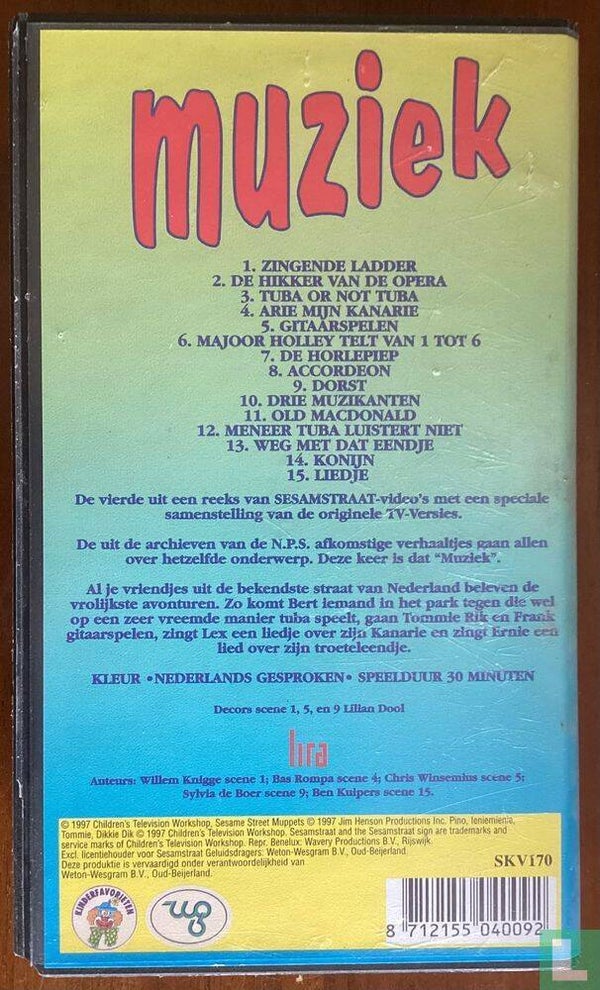 muziek
1. ZINGENDE LADDER
2. DE HIKKER VAN DE OPERA
3. TUBA OR NOT TUBA
4. ARIE MIJN KANARIE
5. GITAARSPELEN
6. MAJOOR HOLLEY TELT VAN 1 TOT 6
7. DE HORLEPIEP
8. ACCORDEON
9. DORST
10. DRIE MUZIKANTEN
11. OLD MACDONALD
12. MENEER TUBA LUISTERT NIET
13. WEG MET DAT EENDJE
14. KONIJN
15. LIEDJE
De vierde uit een reeks van SESAMSTRAAT-video's met een speciale
samenstelling van de originele TV-Versies.
De uit de archieven van de N.P.S. afkomstige verhaaltjes gaan allen
over hetzelfde onderwerp. Deze keer is dat "Muziek".
Al je vriendjes uit de bekendste straat van Nederland beleven de
vrolijkste avonturen. Zo komt Bert iemand in het park tegen die wel
op een zeer vreemde manier tuba speelt, gaan Tommie Rik en Frank
gitaarspelen, zingt Lex een liedje over zijn Kanarie en zingt Ernie een
lied over zijn troeteleendje.
KLEUR • NEDERLANDS GESPROKEN • SPEELDUUR 30 MINUTEN
Decors scene 1, 5, en 9 Lilian Dool
lira
Auteurs: Willem Knigge scene 1; Bas Rompa scene 4; Chris Winsemius scene 5;
Sylvia de Boer scene 9; Ben Kuipers scene 15.
© 1997 Children's Television Workshop, Sesame Street Muppets © 1997 Jim Henson Productions Inc. Pino, Ieniemienie,
Tommie, Dikkie Dik © 1997 Children's Television Workshop. Sesamstraat and the Sesamstraat sign are trademarks and
service marks of Children's Television Workshop. Repr. Benelux: Wavery Productions B.V., Rijswijk.
Excl. licentiehouder voor Sesamstraat Geluidsdragers: Weton-Wesgram B.V., Oud-Beijerland.
Deze produktie is vervaardigd onder verantwoordelijkheid van
Weton-Wesgram B.V., Oud-Beijerland.
SKV170
KINDERFAVORIETEN
wg
8 712155 040092
L